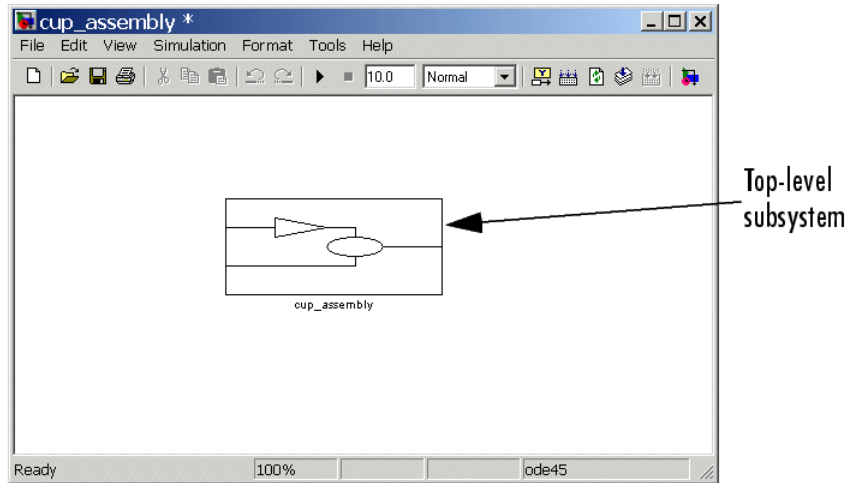 cup_assembly *
File Edit View Simulation Format Tools Help
10.0 Normal
Top-level
subsystem
cup_assembly
Ready 100% ode45